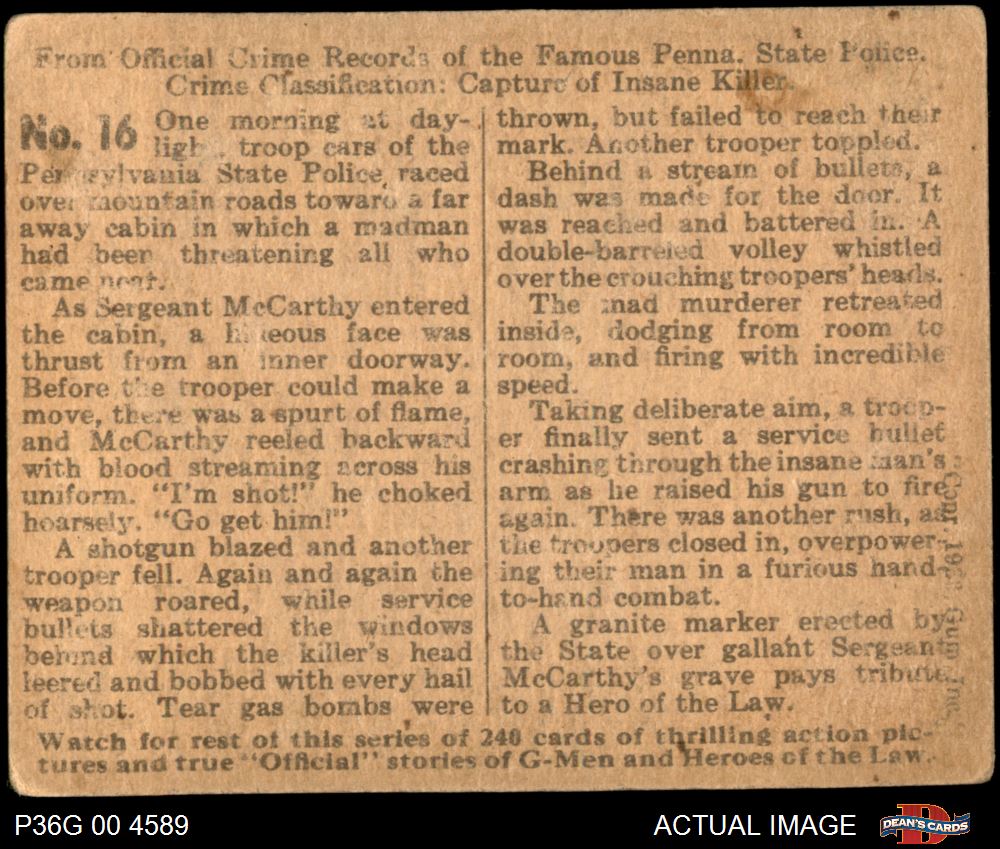 From Official Crime Records of the Famous Penna. State Police.
Crime Classification: Capture of Insane Killer.
No. 16 One morning at day-
light, troop cars of the
Pennsylvania State Police raced
over mountain roads toward a far
away cabin in which a madman
had been threatening all who
came near.
As Sergeant McCarthy entered
the cabin, a hideous face was
thrust from an inner doorway.
Before the trooper could make a
move, there was a spurt of flame,
and McCarthy reeled backward
with blood streaming across his
uniform. "I'm shot!" he choked
hoarsely. "Go get him!"
A shotgun blazed and another
trooper fell. Again and again the
weapon roared, while service
bullets shattered the windows
behind which the killer's head
leered and bobbed with every hail
of shot. Tear gas bombs were
thrown, but failed to reach their
mark. Another trooper toppled.
Behind a stream of bullets, a
dash was made for the door. It
was reached and battered in. A
double-barreled volley whistled
over the crouching troopers' heads.
The mad murderer retreated
inside, dodging from room to
room, and firing with incredible
speed.
Taking deliberate aim, a troop-
er finally sent a service bullet
crashing through the insane man's
arm as he raised his gun to fire
again. There was another rush, as
the troopers closed in, overpower-
ing their man in a furious hand-
to-hand combat.
A granite marker erected by
the State over gallant Sergeant
McCarthy's grave pays tribute
to a Hero of the Law.
Watch for rest of this series of 240 cards of thrilling action pic-
tures and true "Official" stories of G-Men and Heroes of the Law.
Gum, Inc.
P36G 00 4589
ACTUAL IMAGE
DEAN'S CARDS